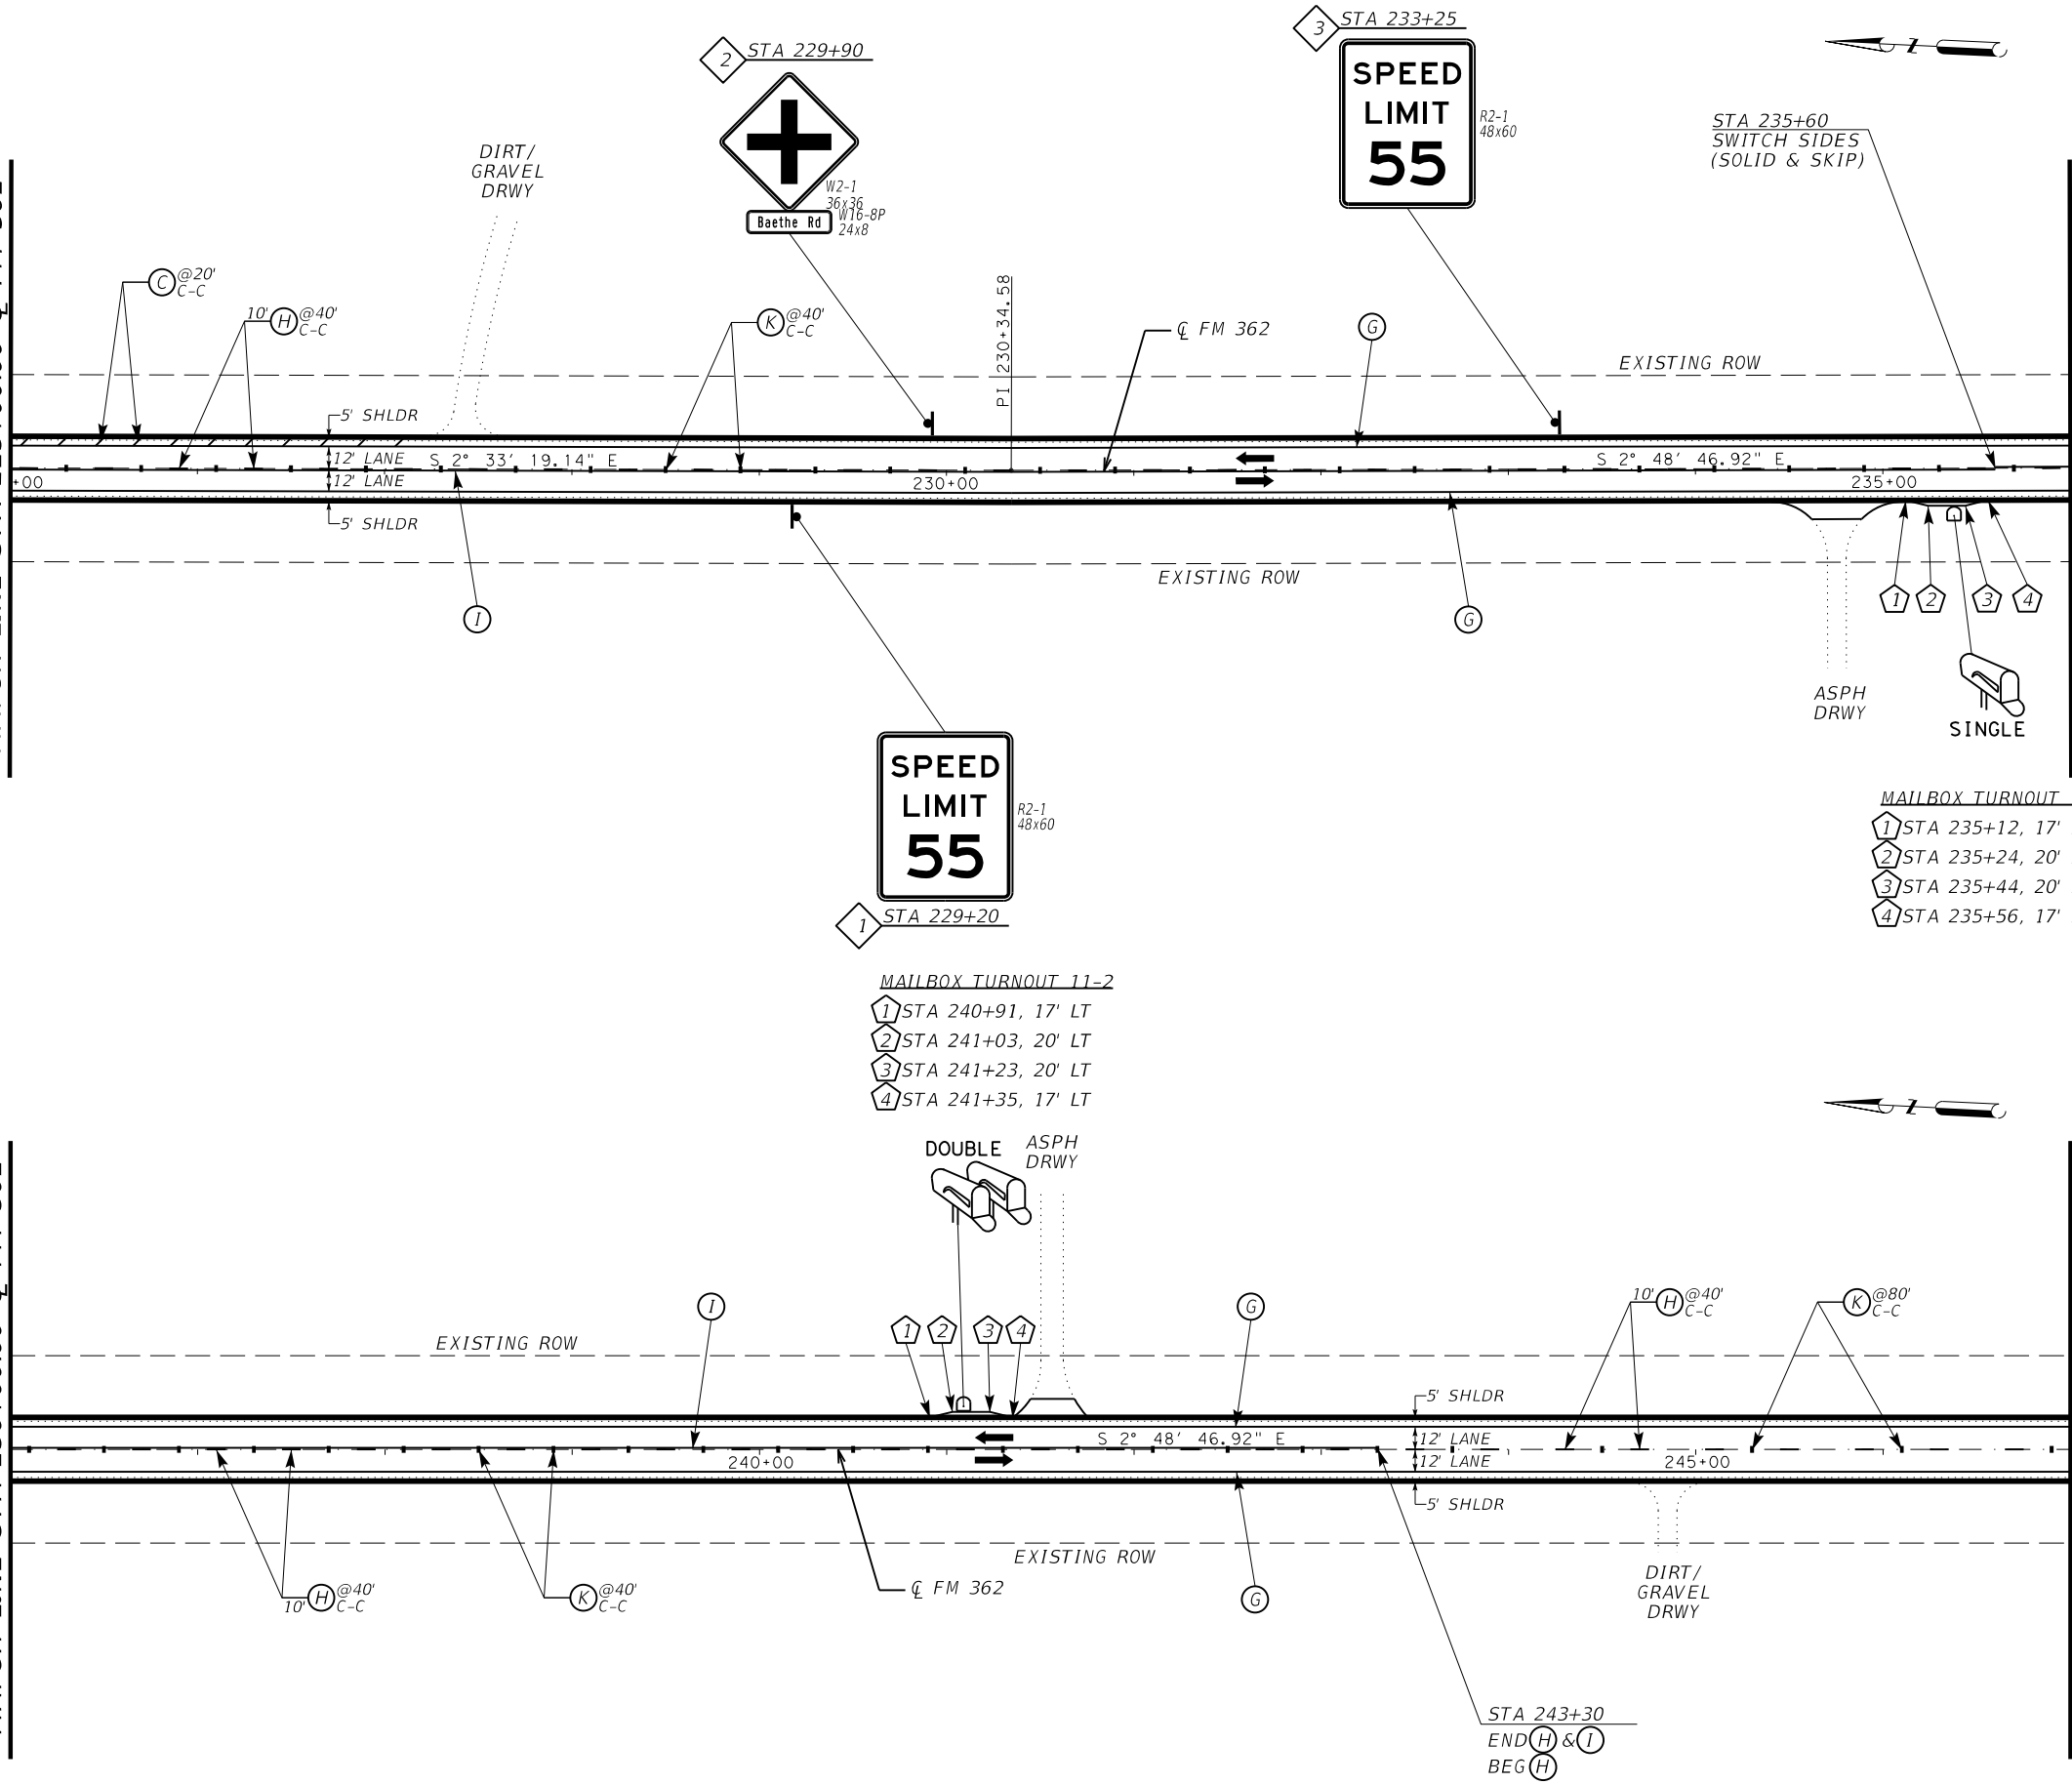 3 STA 233+25
2 STA 229+90
SPEED
LIMIT
55
R2-1
48x60
STA 235+60
SWITCH SIDES
(SOLID & SKIP)
DIRT/
GRAVEL
DRWY
W2-1
36x36
W16-8P
24x8
Baethe Rd
C @20'
C-C
10' H @40'
C-C
K @40'
C-C
PI 230+34.58
℄ FM 362
G
EXISTING ROW
5' SHLDR
12' LANE
S 2° 33' 19.14" E
S 2° 48' 46.92" E
12' LANE
+00
230+00
235+00
5' SHLDR
EXISTING ROW
I
G
1 2 3 4
ASPH
DRWY
SINGLE
SPEED
LIMIT
55
R2-1
48x60
1 STA 229+20
MAILBOX TURNOUT
1 STA 235+12, 17'
2 STA 235+24, 20'
3 STA 235+44, 20'
4 STA 235+56, 17'
MAILBOX TURNOUT 11-2
1 STA 240+91, 17' LT
2 STA 241+03, 20' LT
3 STA 241+23, 20' LT
4 STA 241+35, 17' LT
DOUBLE
ASPH
DRWY
I
1 2 3 4
G
10' H @40'
C-C
K @80'
C-C
EXISTING ROW
5' SHLDR
S 2° 48' 46.92" E
12' LANE
12' LANE
240+00
245+00
5' SHLDR
EXISTING ROW
10' H @40'
C-C
K @40'
C-C
℄ FM 362
G
DIRT/
GRAVEL
DRWY
STA 243+30
END H & I
BEG H